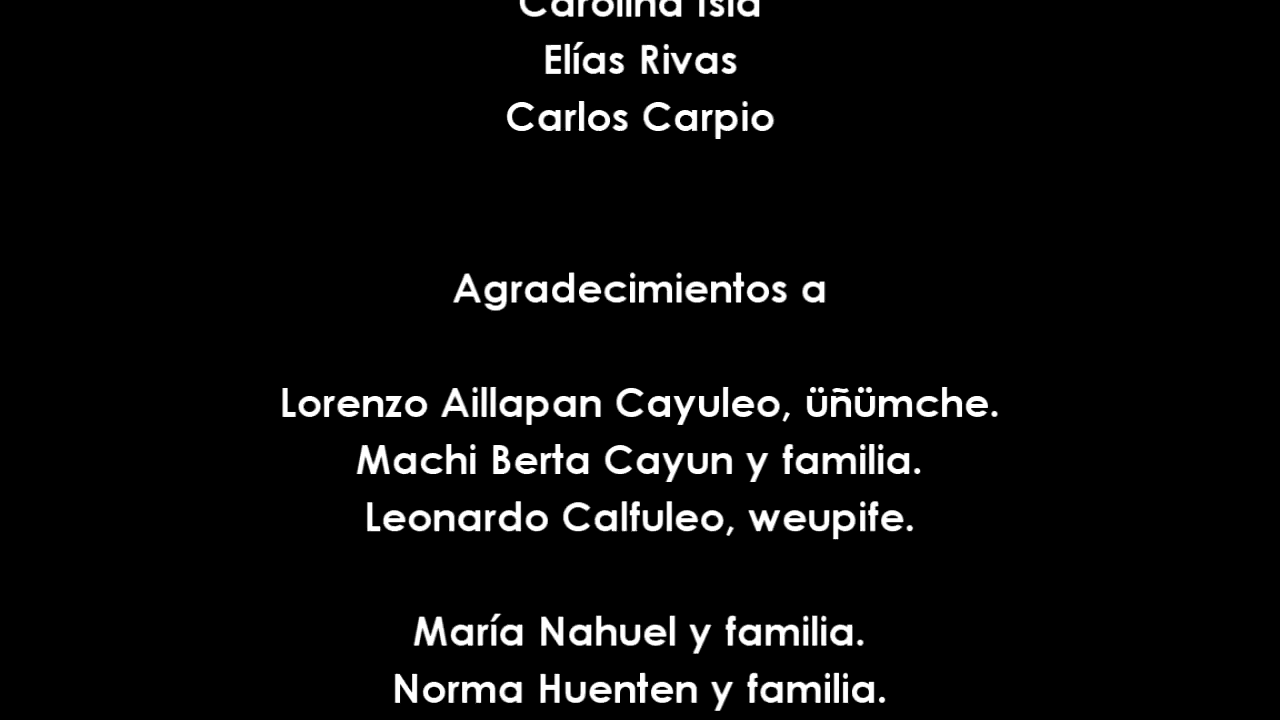 Carolina Isla
Elías Rivas
Carlos Carpio
Agradecimientos a
Lorenzo Aillapan Cayuleo, üñümche.
Machi Berta Cayun y familia.
Leonardo Calfuleo, weupife.
María Nahuel y familia.
Norma Huenten y familia.